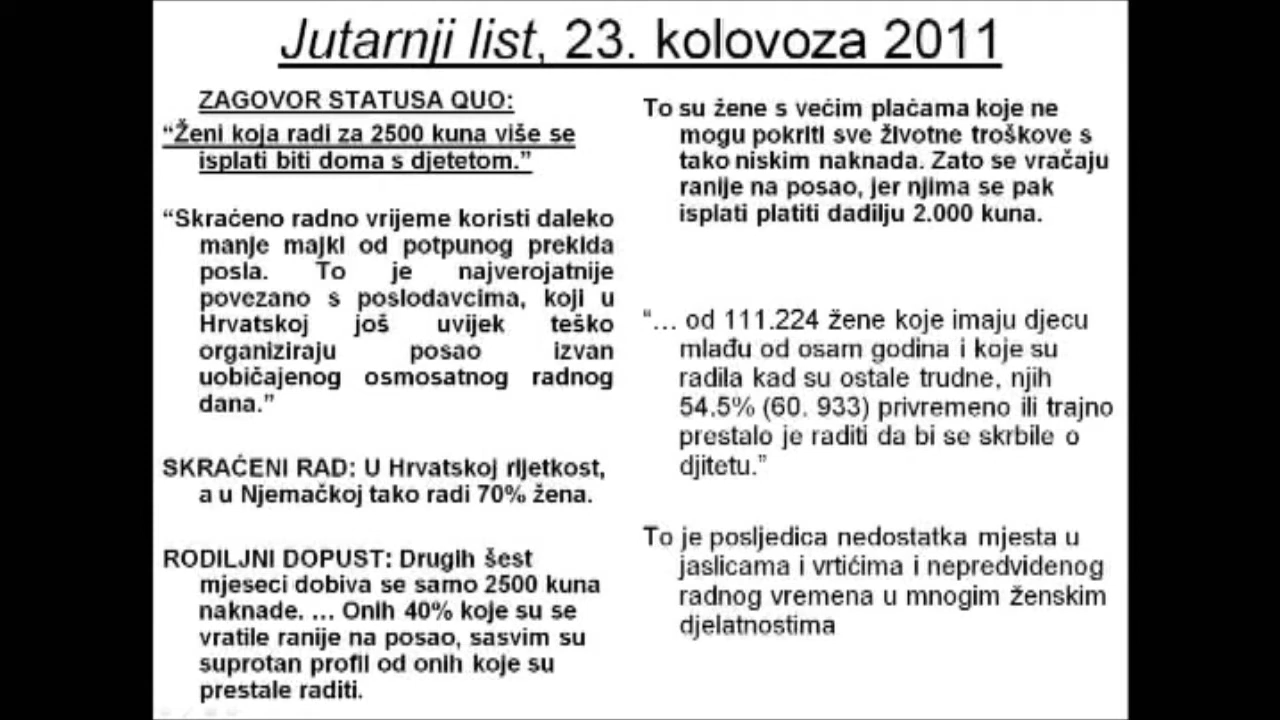 Jutarnji list, 23. kolovoza 2011
ZAGOVOR STATUSA QUO:
“Ženi koja radi za 2500 kuna više se
isplati biti doma s djetetom.”
“Skraćeno radno vrijeme koristi daleko
manje majki od potpunog prekida
posla. To je najverojatnije
povezano s poslodavcima, koji u
Hrvatskoj još uvijek teško
organiziraju posao izvan
uobičajenog osmosatnog radnog
dana.”
SKRAĆENI RAD: U Hrvatskoj rijetkost,
a u Njemačkoj tako radi 70% žena.
RODILJNI DOPUST: Drugih šest
mjeseci dobiva se samo 2500 kuna
naknade. ... Onih 40% koje su se
vratile ranije na posao, sasvim su
suprotan profil od onih koje su
prestale raditi.
To su žene s većim plaćama koje ne
mogu pokriti sve životne troškove s
tako niskim naknada. Zato se vračaju
ranije na posao, jer njima se pak
isplati platiti dadilju 2.000 kuna.
“... od 111.224 žene koje imaju djecu
mlađu od osam godina i koje su
radila kad su ostale trudne, njih
54,5% (60. 933) privremeno ili trajno
prestalo je raditi da bi se skrbile o
djitetu.”
To je posljedica nedostatka mjesta u
jaslicama i vrtićima i nepredvidenog
radnog vremena u mnogim ženskim
djelatnostima